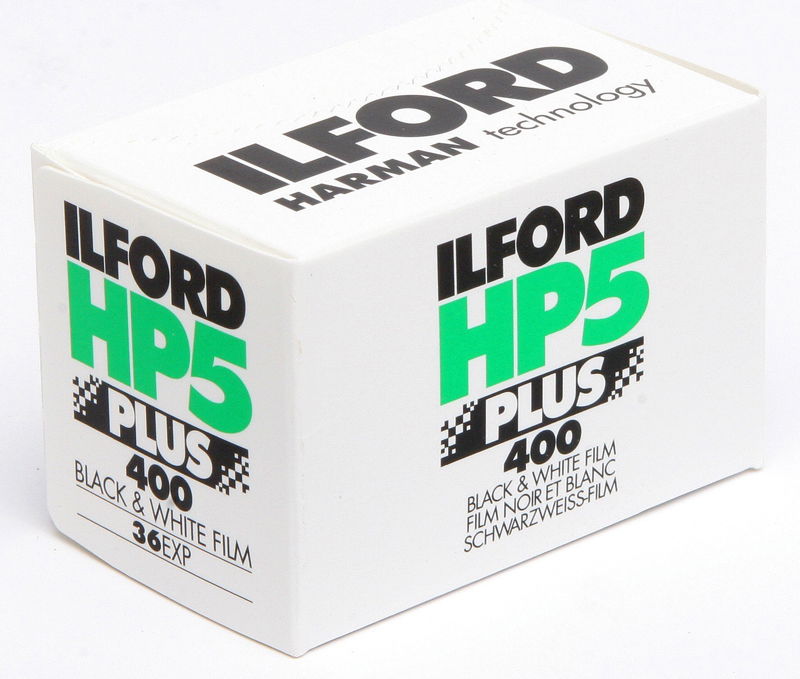 ILFORD
HARMAN technology
ILFORD
HP5
PLUS
400
BLACK & WHITE FILM
36EXP
ILFORD
HP5
PLUS
400
BLACK & WHITE FILM
FILM NOIR ET BLANC
SCHWARZWEISS-FILM